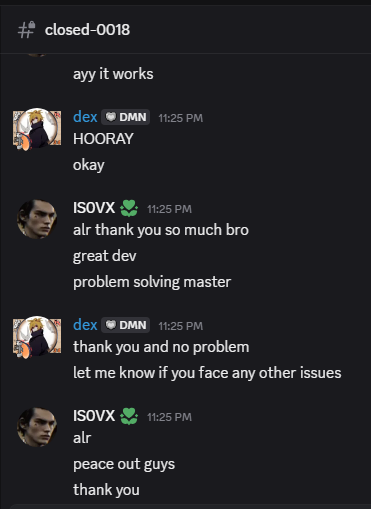 closed-0018
ayy it works
dex DMN 11:25 PM
HOORAY
okay
IS0VX 11:25 PM
alr thank you so much bro
great dev
problem solving master
dex DMN 11:25 PM
thank you and no problem
let me know if you face any other issues
IS0VX 11:25 PM
alr
peace out guys
thank you